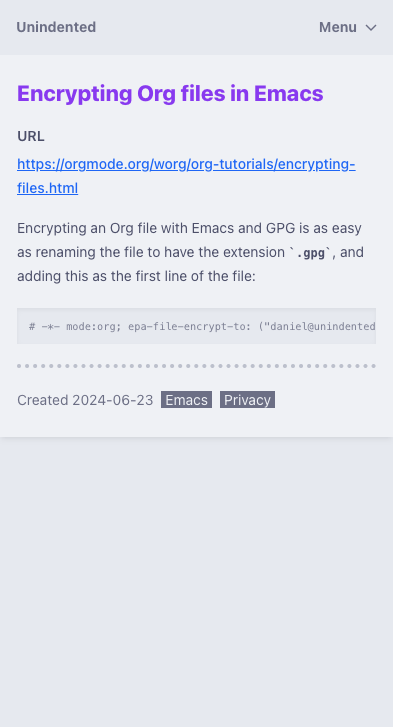 Unindented
Menu
Encrypting Org files in Emacs
URL
https://orgmode.org/worg/org-tutorials/encrypting-
files.html
Encrypting an Org file with Emacs and GPG is as easy
as renaming the file to have the extension `.gpg`, and
adding this as the first line of the file:
# -*- mode:org; epa-file-encrypt-to: ("daniel@unindented
Created 2024-06-23 Emacs Privacy